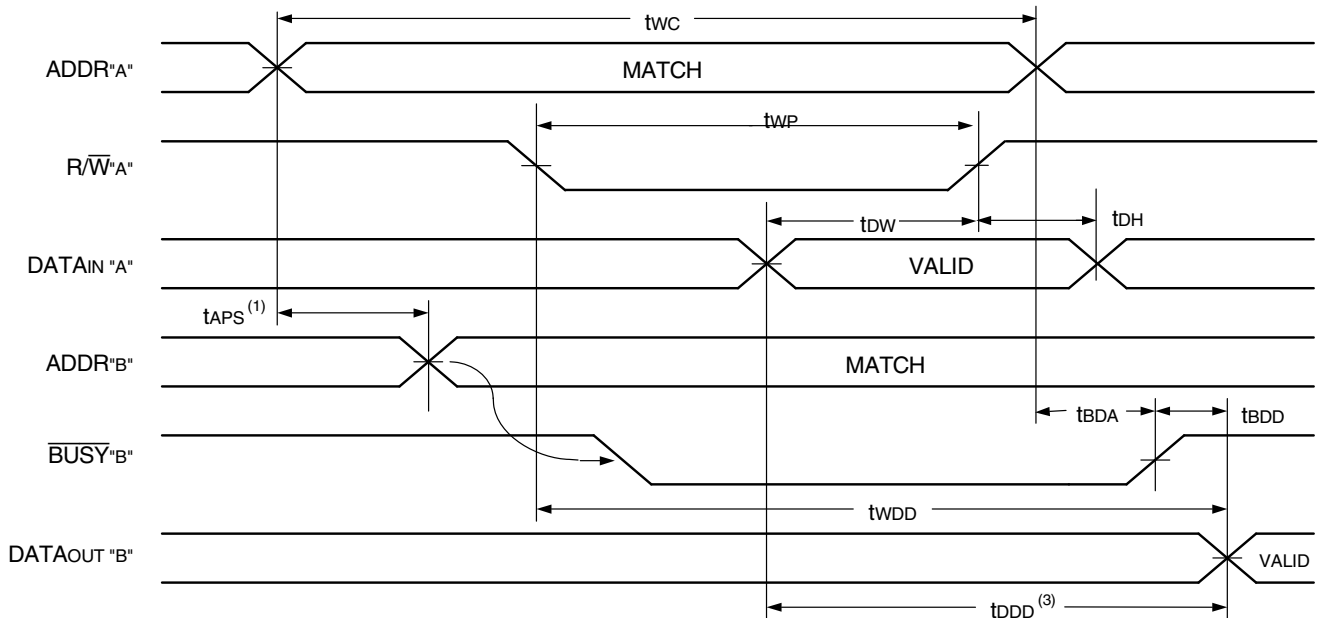 tWC
ADDR"A"
MATCH
tWP
R/W"A"
tDW
tDH
DATAIN "A"
VALID
tAPS (1)
ADDR"B"
MATCH
tBDA
tBDD
BUSY"B"
tWDD
DATAOUT "B"
VALID
tDDD (3)